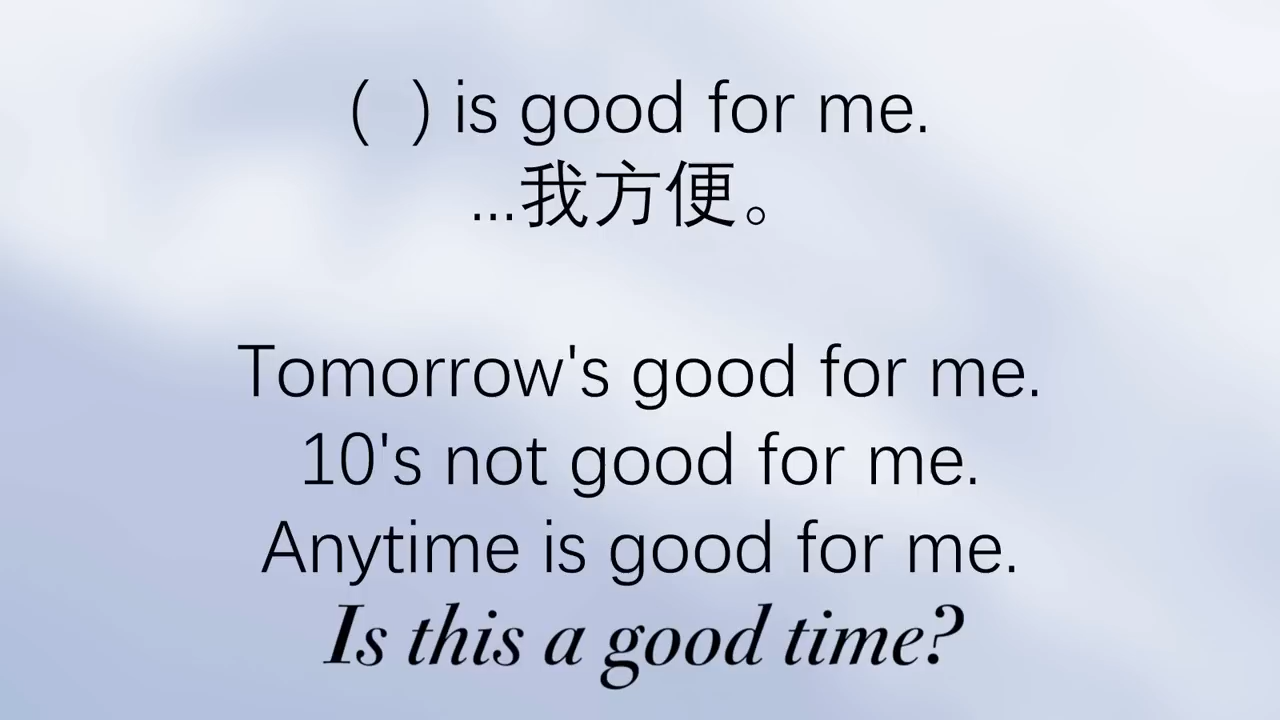 (  ) is good for me.
...我方便。
Tomorrow's good for me.
10's not good for me.
Anytime is good for me.
Is this a good time?